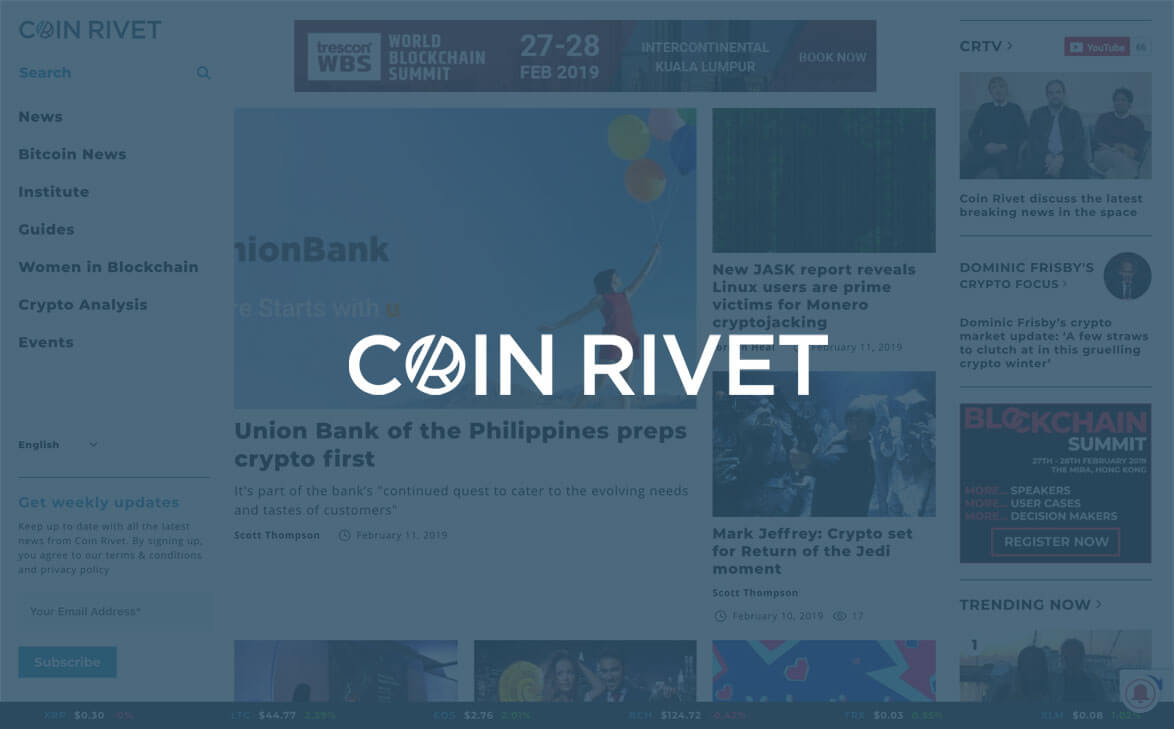 COIN RIVET
Search
News
Bitcoin News
Institute
Guides
Women in Blockchain
Crypto Analysis
Events
English
Get weekly updates
Keep up to date with all the latest
news from Coin Rivet. By signing up,
you agree to our terms & conditions
and privacy policy
Your Email Address*
Subscribe
trescon
WBS
WORLD
BLOCKCHAIN
SUMMIT
27-28
FEB 2019
INTERCONTINENTAL
KUALA LUMPUR
BOOK NOW
nionBank
re Starts with u
COIN RIVET
Union Bank of the Philippines preps
crypto first
It's part of the bank's "continued quest to cater to the evolving needs
and tastes of customers"
Scott Thompson February 11, 2019
New JASK report reveals
Linux users are prime
victims for Monero
cryptojacking
Heal February 11, 2019
Mark Jeffrey: Crypto set
for Return of the Jedi
moment
Scott Thompson
February 10, 2019 17
CRTV >
YouTube 66
Coin Rivet discuss the latest
breaking news in the space
DOMINIC FRISBY'S
CRYPTO FOCUS >
Dominic Frisby's crypto
market update: 'A few straws
to clutch at in this gruelling
crypto winter'
BLOCKCHAIN
SUMMIT
27TH - 28TH FEBRUARY 2019
THE MIRA, HONG KONG
MORE... SPEAKERS
MORE... USER CASES
MORE... DECISION MAKERS
REGISTER NOW
TRENDING NOW >
1
XRP $0.30 -0% LTC $44.77 2.29% EOS $2.76 2.01% BCH $124.72 -0.42% TRX $0.03 0.55% XLM $0.08 1.02%